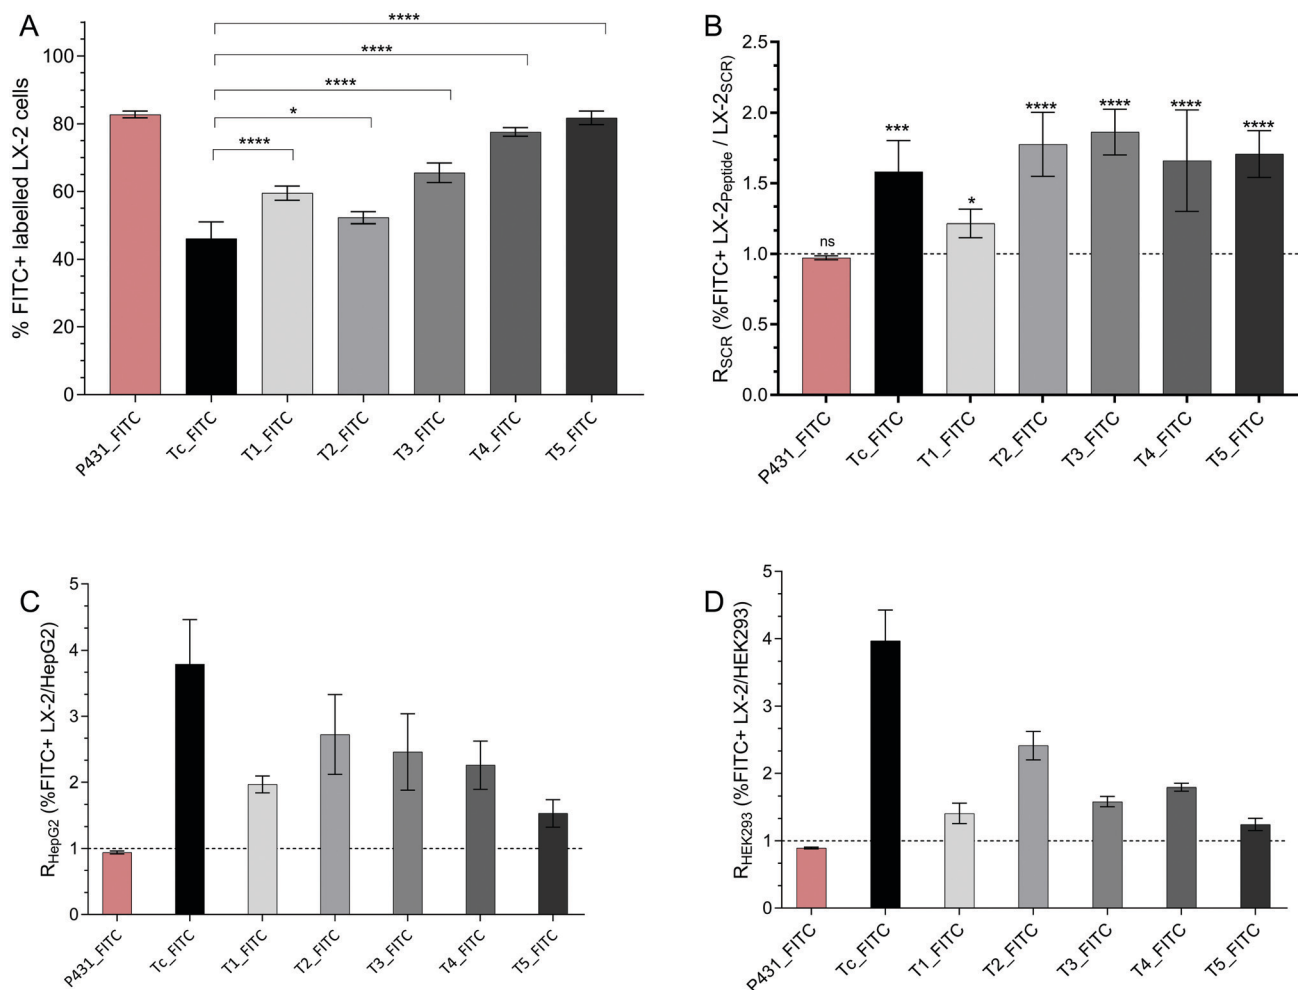 A
% FITC+ labelled LX-2 cells
100
80
60
40
20
0
****
****
****
*
****
P431_FITC
Tc_FITC
T1_FITC
T2_FITC
T3_FITC
T4_FITC
T5_FITC
B
RSCR (%FITC+ LX-2Peptide / LX-2SCR)
2.5
2.0
1.5
1.0
0.5
0.0
ns
***
*
****
****
****
****
P431_FITC
Tc_FITC
T1_FITC
T2_FITC
T3_FITC
T4_FITC
T5_FITC
C
RHepG2 (%FITC+ LX-2/HepG2)
5
4
3
2
1
0
P431_FITC
Tc_FITC
T1_FITC
T2_FITC
T3_FITC
T4_FITC
T5_FITC
D
RHEK293 (%FITC+ LX-2/HEK293)
5
4
3
2
1
0
P431_FITC
Tc_FITC
T1_FITC
T2_FITC
T3_FITC
T4_FITC
T5_FITC